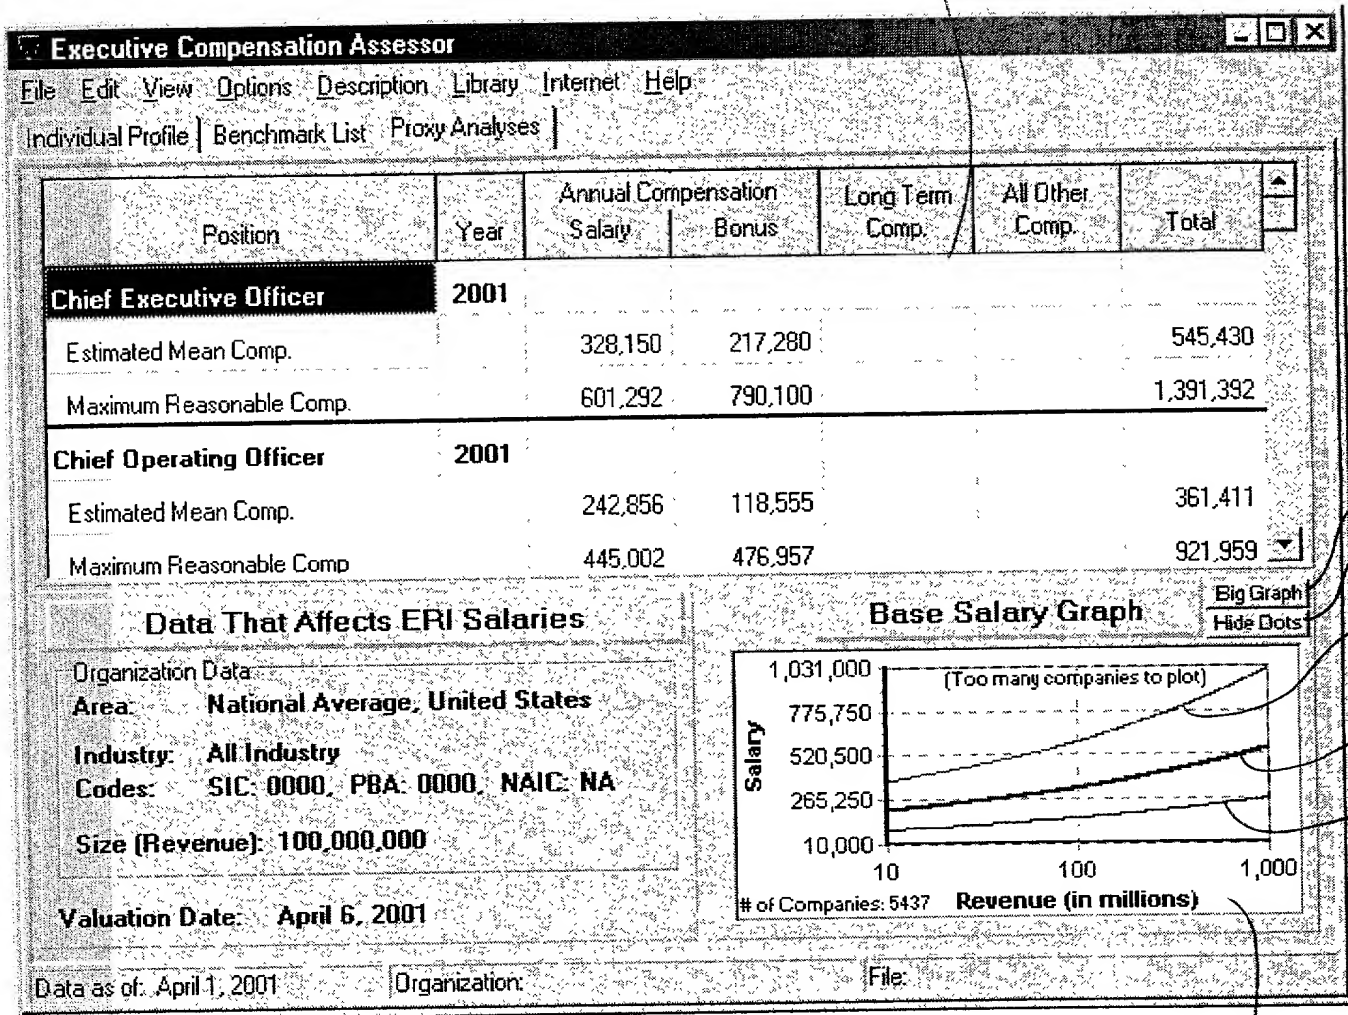 Executive Compensation Assessor
File Edit View Options Description Library Internet Help
Individual Profile Benchmark List Proxy Analyses
Position Year Annual Compensation Salary Bonus Long Term Comp. All Other Comp. Total
Chief Executive Officer 2001
Estimated Mean Comp. 328,150 217,280 545,430
Maximum Reasonable Comp. 601,292 790,100 1,391,392
Chief Operating Officer 2001
Estimated Mean Comp. 242,856 118,555 361,411
Maximum Reasonable Comp 445,002 476,957 921,959
Data That Affects ERI Salaries
Organization Data
Area: National Average, United States
Industry: All Industry
Codes: SIC: 0000, PBA: 0000, NAIC: NA
Size (Revenue): 100,000,000
Valuation Date: April 6, 2001
Base Salary Graph
Big Graph
Hide Dots
(Too many companies to plot)
Salary
1,031,000
775,750
520,500
265,250
10,000
10 100 1,000
# of Companies: 5437 Revenue (in millions)
Data as of: April 1, 2001 Organization: File: